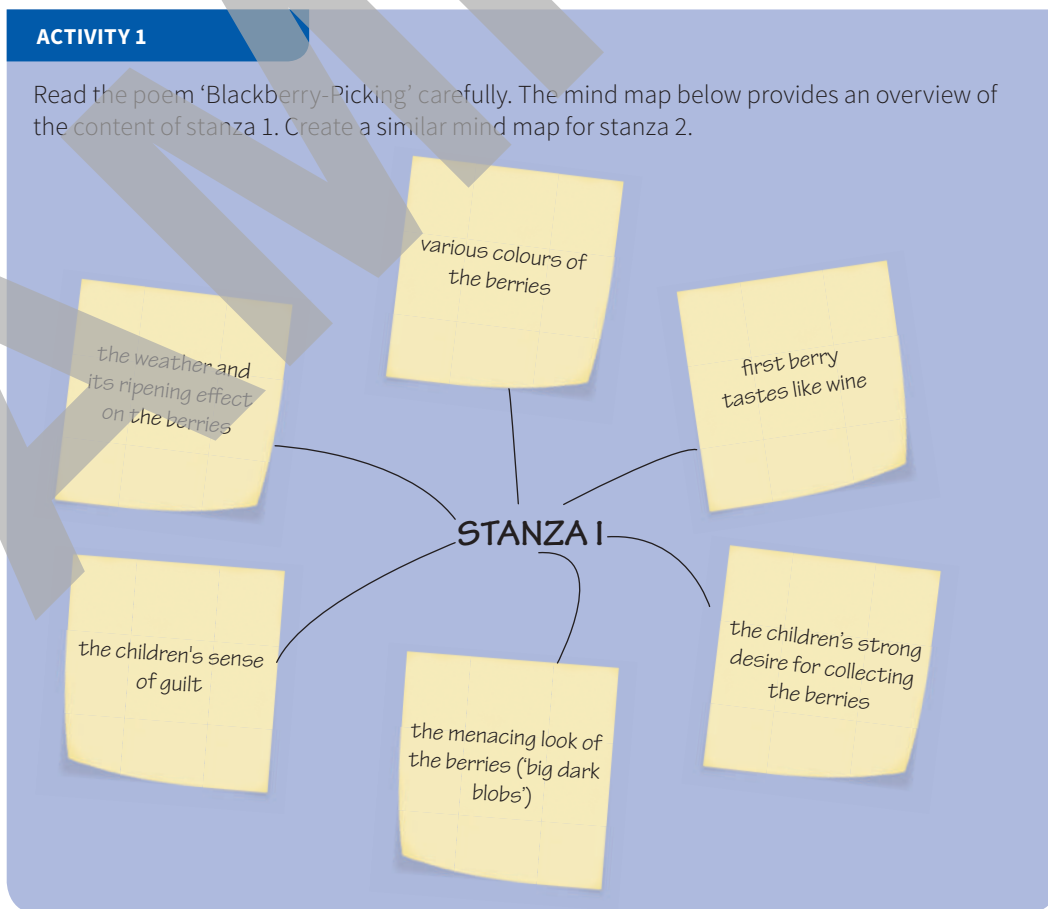 ACTIVITY 1
Read the poem ‘Blackberry-Picking’ carefully. The mind map below provides an overview of
the content of stanza 1. Create a similar mind map for stanza 2.
various colours of
the berries
the weather and
its ripening effect
on the berries
first berry
tastes like wine
STANZA 1
the children's sense
of guilt
the menacing look of
the berries (‘big dark
blobs’)
the children’s strong
desire for collecting
the berries